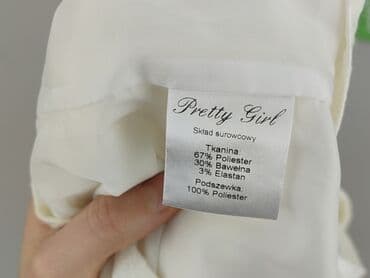 Pretty Girl
Skład surowcowy
Tkanina:
67% Poliester
30% Bawełna
3% Elastan
Podszewka:
100% Poliester